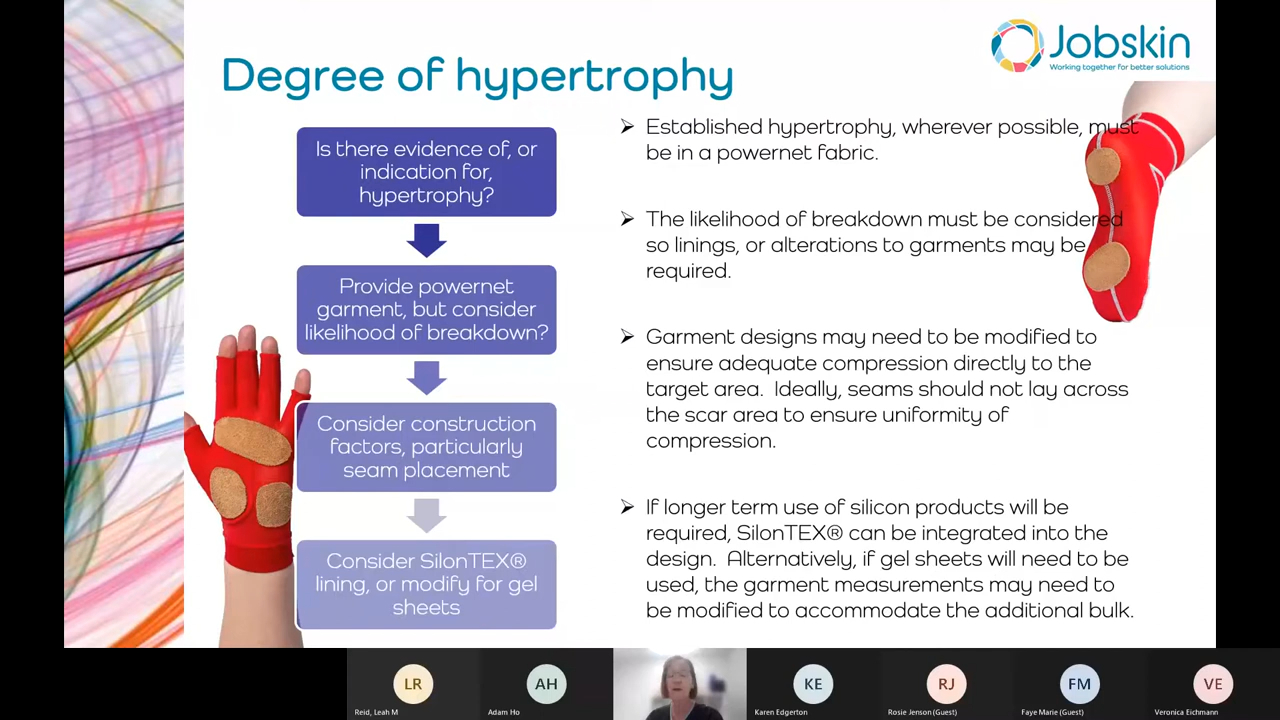 Jobskin
Working together for better solutions
Degree of hypertrophy
Is there evidence of, or
indication for,
hypertrophy?
Provide powernet
garment, but consider
likelihood of breakdown?
Consider construction
factors, particularly
seam placement
Consider SilonTEX®
lining, or modify for gel
sheets
➢ Established hypertrophy, wherever possible, must
be in a powernet fabric.
➢ The likelihood of breakdown must be considered
so linings, or alterations to garments may be
required.
➢ Garment designs may need to be modified to
ensure adequate compression directly to the
target area. Ideally, seams should not lay across
the scar area to ensure uniformity of
compression.
➢ If longer term use of silicon products will be
required, SilonTEX® can be integrated into the
design. Alternatively, if gel sheets will need to be
used, the garment measurements may need to
be modified to accommodate the additional bulk.
LR
AH
KE
RJ
FM
VE
Reid, Leah M
Adam Ho
Karen Edgerton
Rosie Jenson (Guest)
Faye Marie (Guest)
Veronica Eichmann